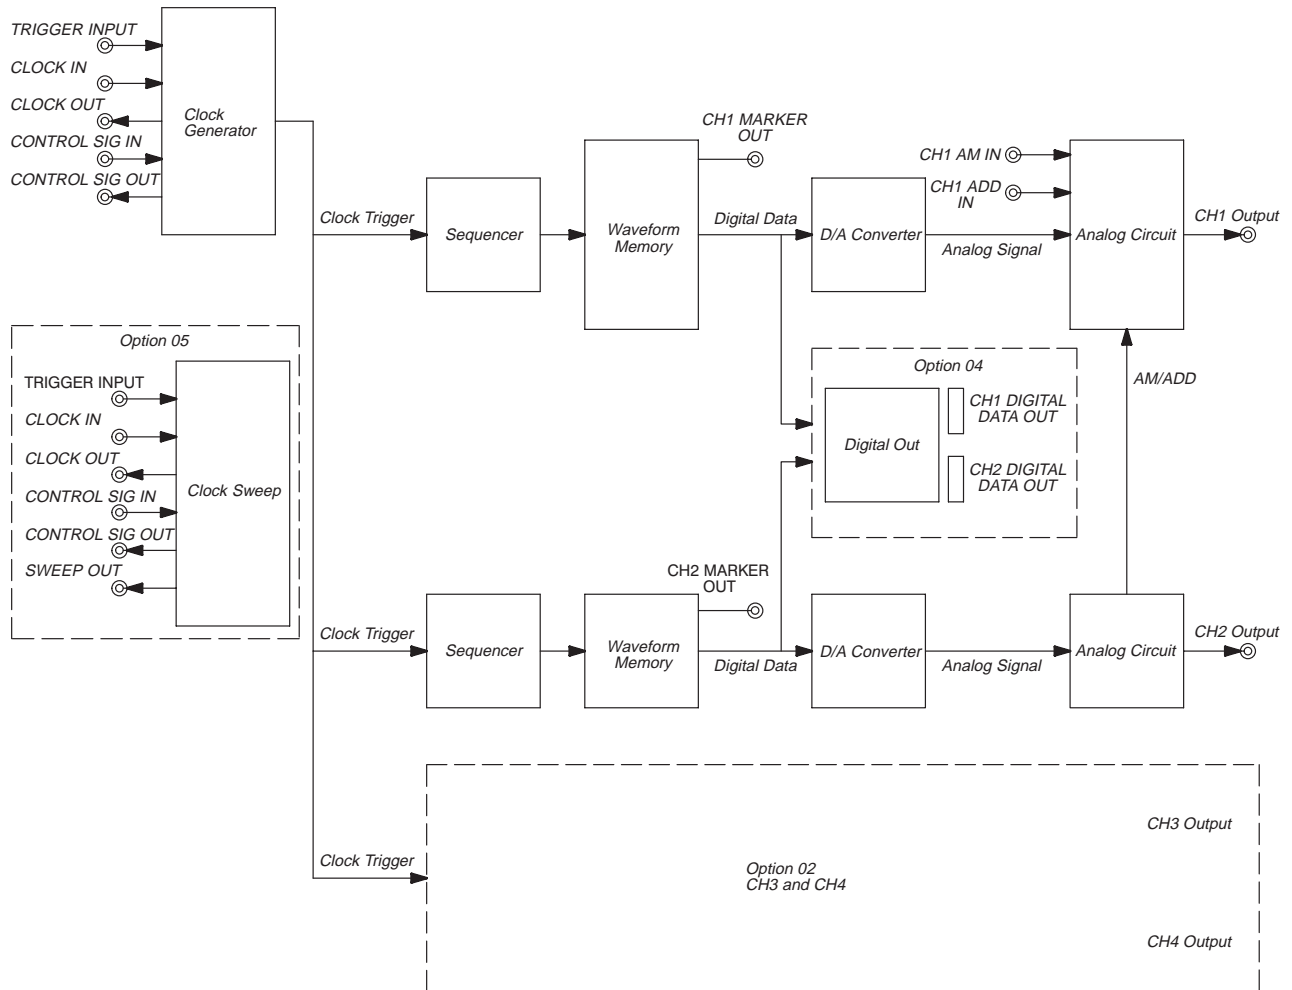 TRIGGER INPUT
CLOCK IN
CLOCK OUT
CONTROL SIG IN
CONTROL SIG OUT
Clock
Generator
CH1 MARKER
OUT
CH1 AM IN
CH1 ADD
IN
CH1 Output
Clock Trigger
Sequencer
Waveform
Memory
Digital Data
D/A Converter
Analog Signal
Analog Circuit
Option 05
TRIGGER INPUT
CLOCK IN
CLOCK OUT
CONTROL SIG IN
CONTROL SIG OUT
SWEEP OUT
Clock Sweep
Option 04
Digital Out
CH1 DIGITAL
DATA OUT
CH2 DIGITAL
DATA OUT
AM/ADD
CH2 MARKER
OUT
Clock Trigger
Sequencer
Waveform
Memory
Digital Data
D/A Converter
Analog Signal
Analog Circuit
CH2 Output
Clock Trigger
Option 02
CH3 and CH4
CH3 Output
CH4 Output